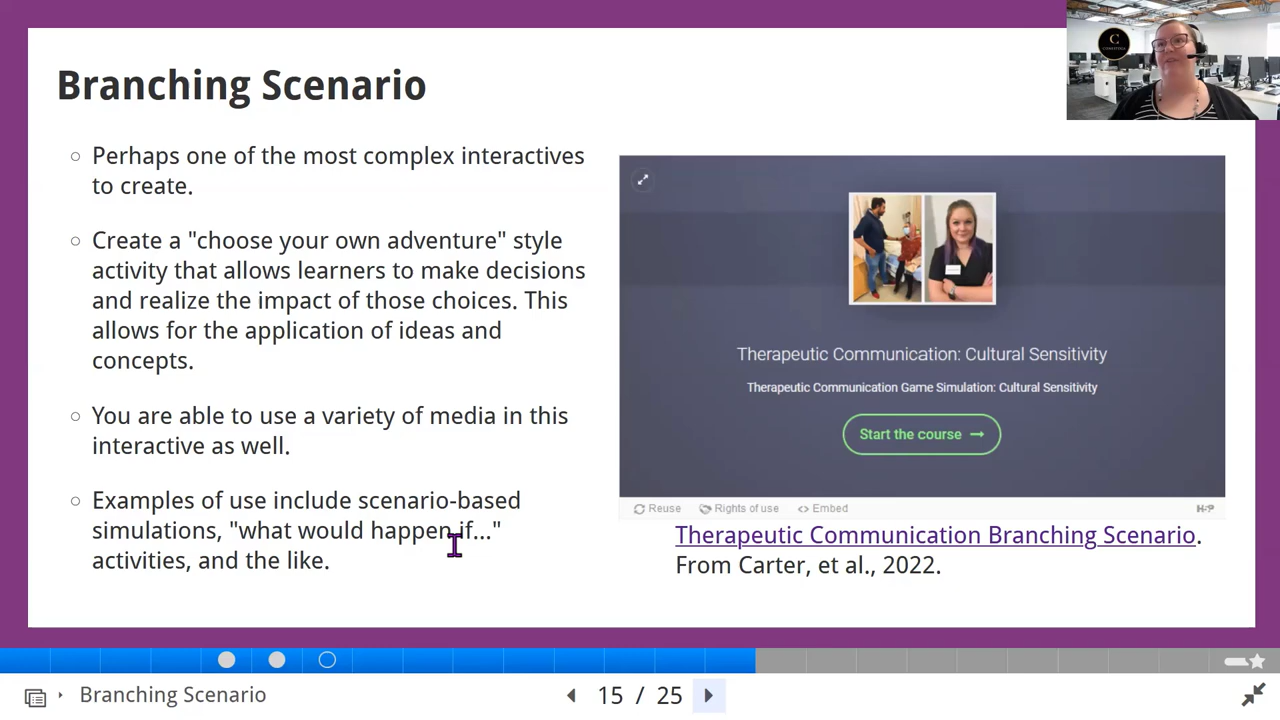 Branching Scenario
Perhaps one of the most complex interactives
to create.
Create a "choose your own adventure" style
activity that allows learners to make decisions
and realize the impact of those choices. This
allows for the application of ideas and
concepts.
You are able to use a variety of media in this
interactive as well.
Examples of use include scenario-based
simulations, "what would happen if..."
activities, and the like.
C
CONESTOGA
Therapeutic Communication: Cultural Sensitivity
Therapeutic Communication Game Simulation: Cultural Sensitivity
Start the course
Reuse Rights of use Embed
H-P
Therapeutic Communication Branching Scenario.
From Carter, et al., 2022.
Branching Scenario
15 / 25